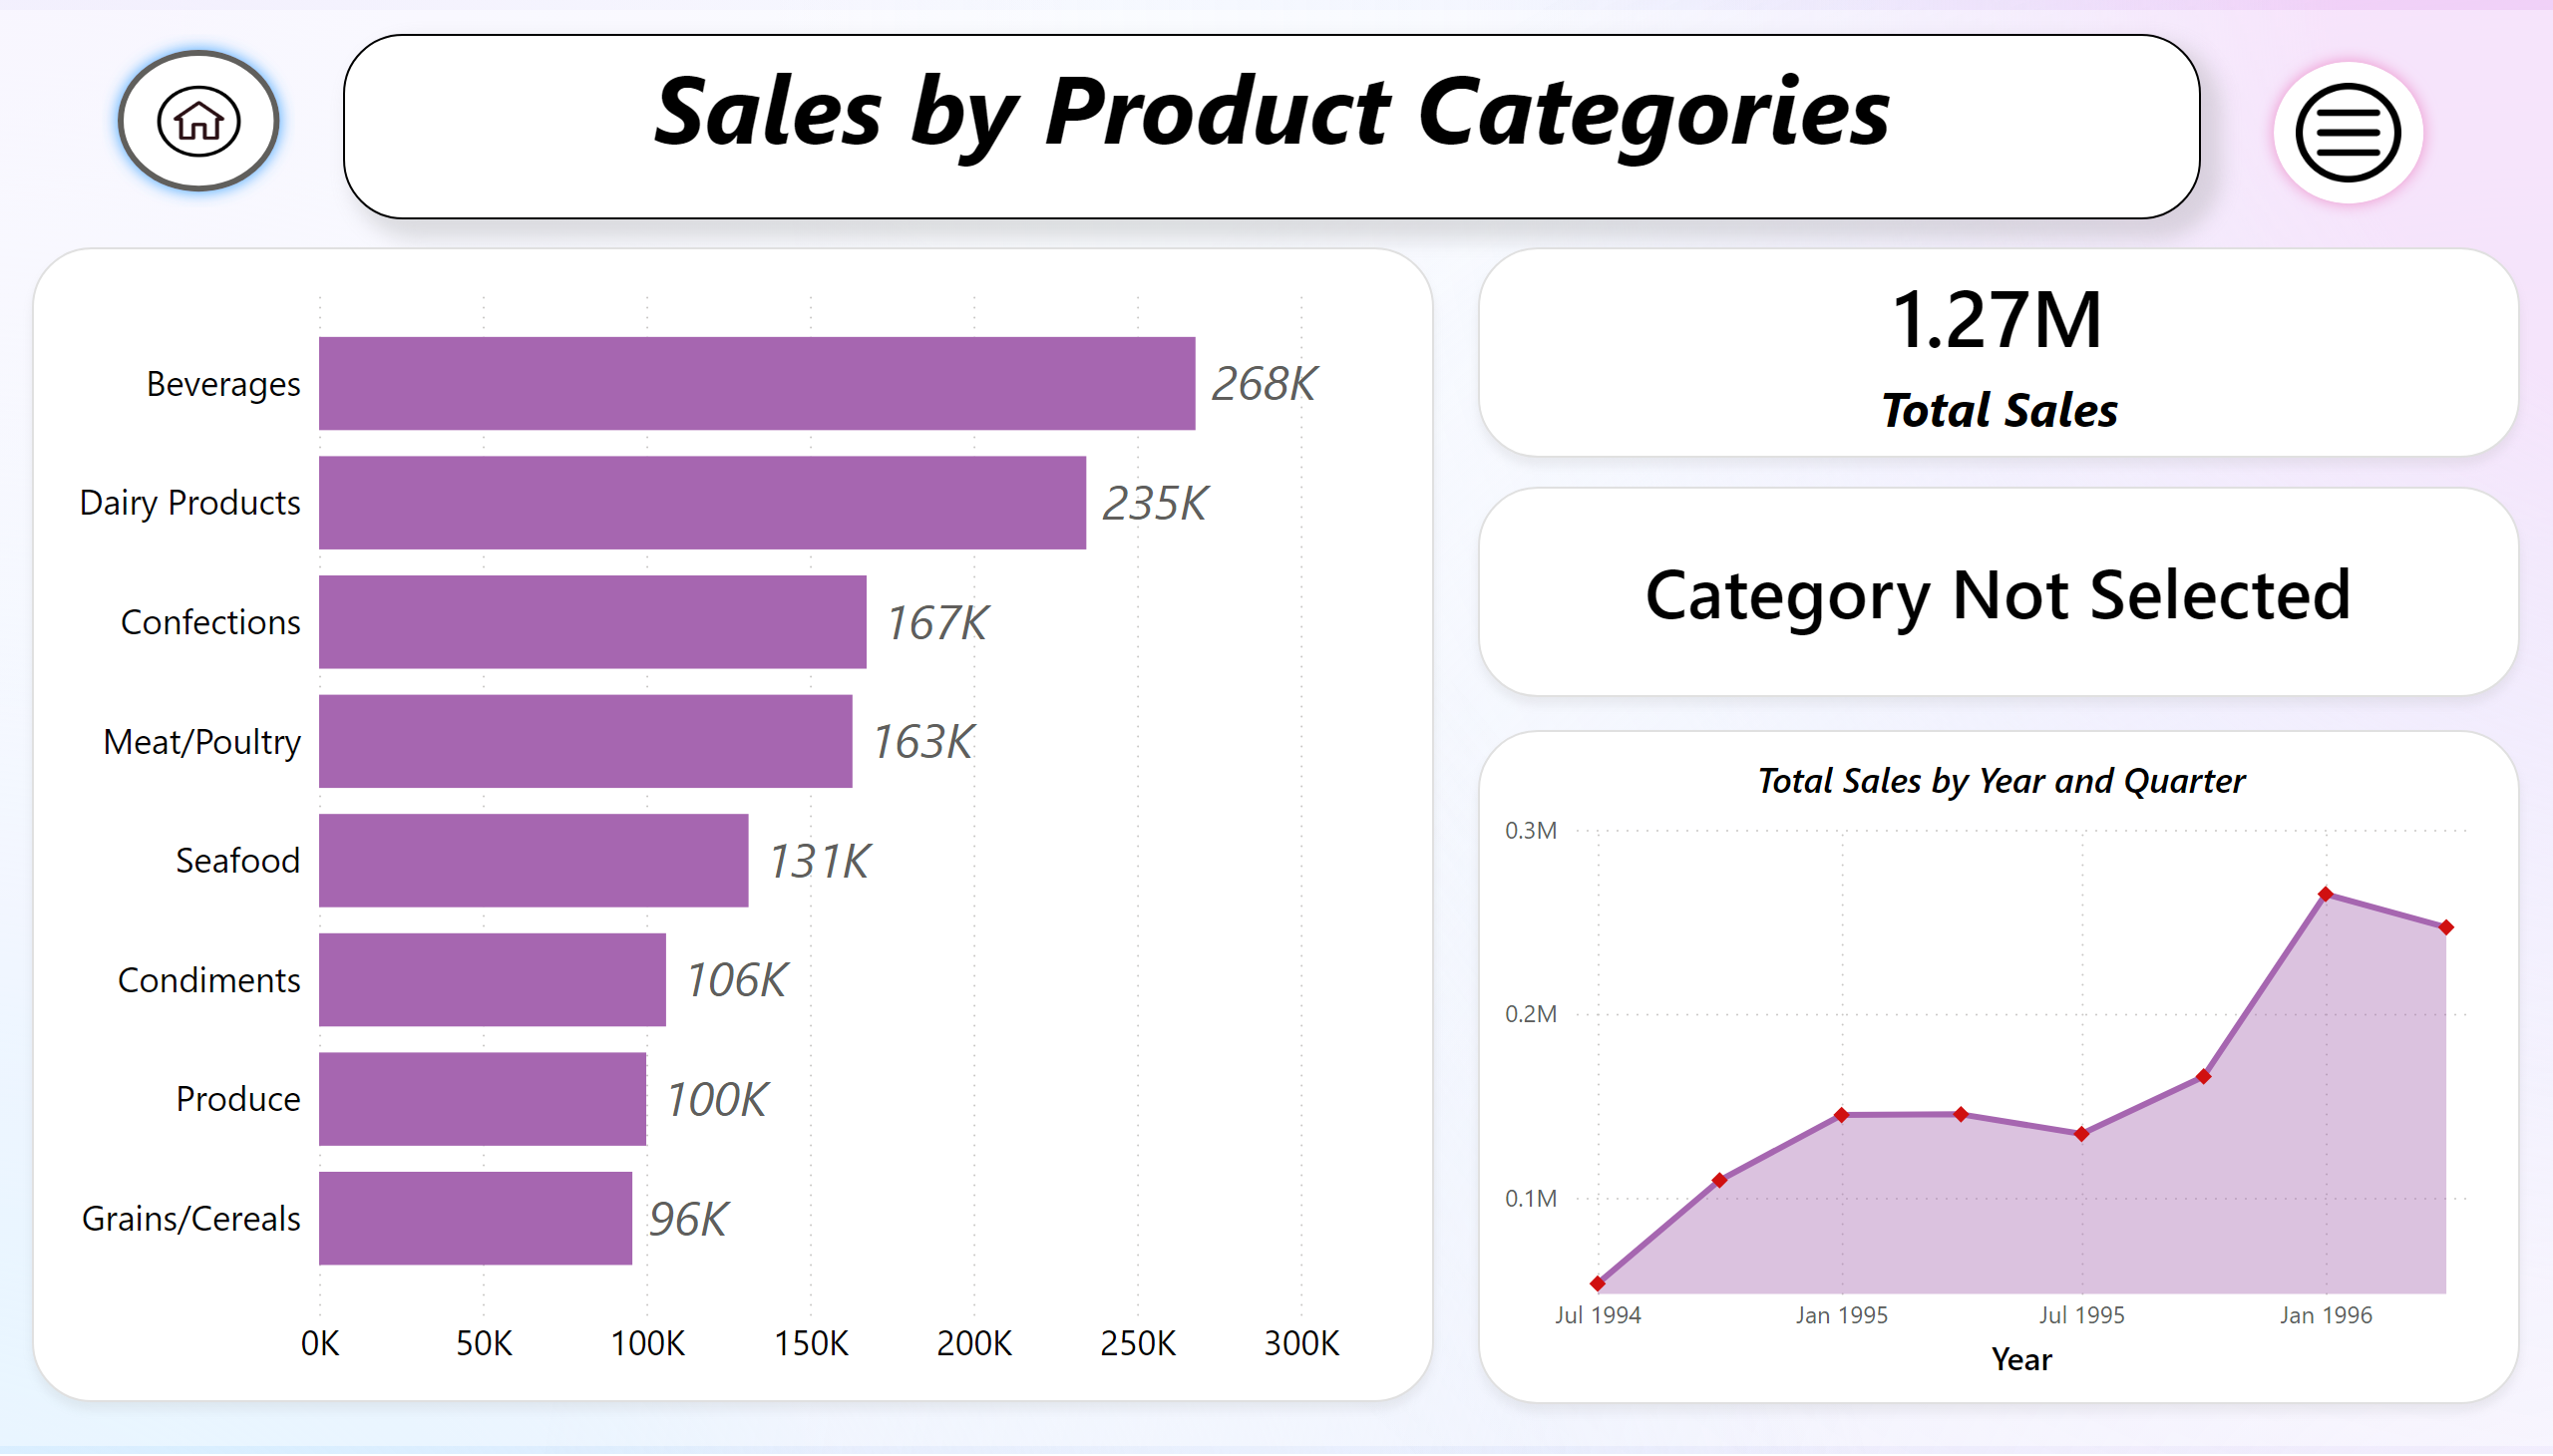 Sales by Product Categories
Beverages 268K
Dairy Products 235K
Confections 167K
Meat/Poultry 163K
Seafood 131K
Condiments 106K
Produce 100K
Grains/Cereals 96K
0K 50K 100K 150K 200K 250K 300K
1.27M
Total Sales
Category Not Selected
Total Sales by Year and Quarter
0.3M
0.2M
0.1M
Jul 1994 Jan 1995 Jul 1995 Jan 1996
Year